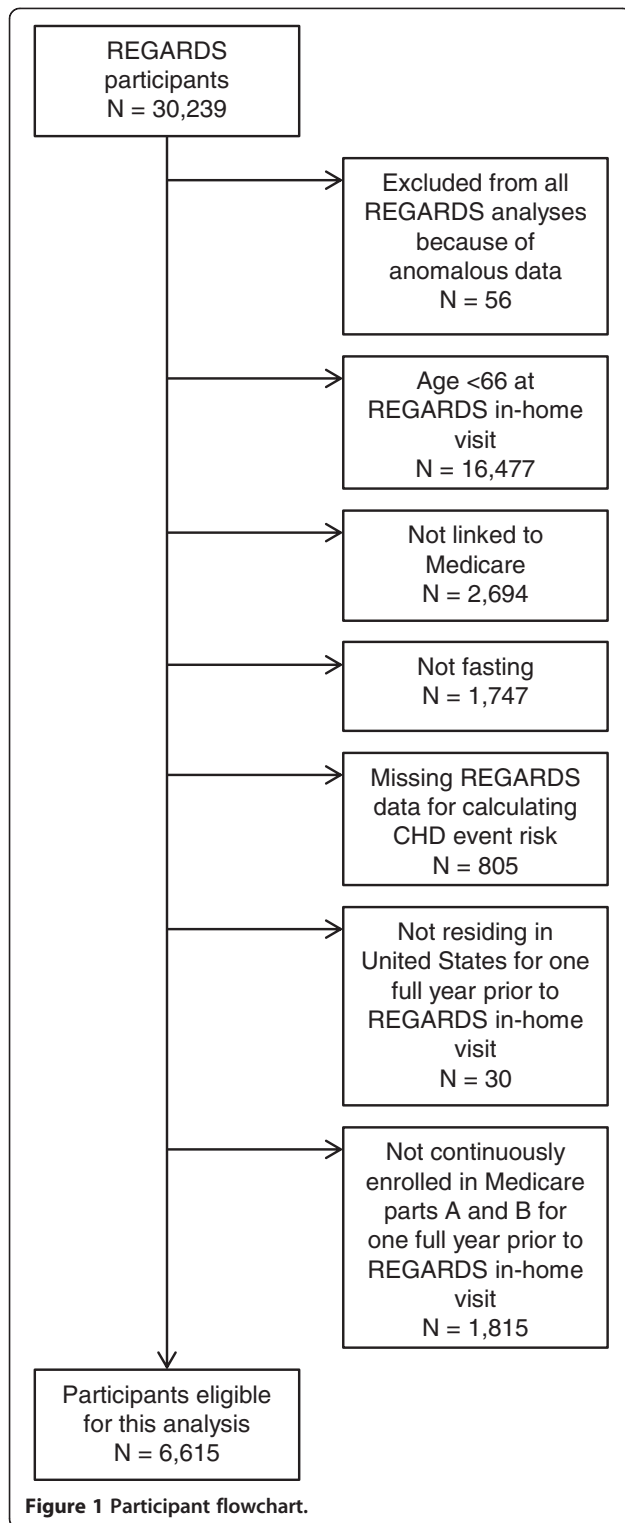 REGARDS
participants
N = 30,239
Excluded from all
REGARDS analyses
because of
anomalous data
N = 56
Age <66 at
REGARDS in-home
visit
N = 16,477
Not linked to
Medicare
N = 2,694
Not fasting
N = 1,747
Missing REGARDS
data for calculating
CHD event risk
N = 805
Not residing in
United States for one
full year prior to
REGARDS in-home
visit
N = 30
Not continuously
enrolled in Medicare
parts A and B for
one full year prior to
REGARDS in-home
visit
N = 1,815
Participants eligible
for this analysis
N = 6,615
Figure 1 Participant flowchart.